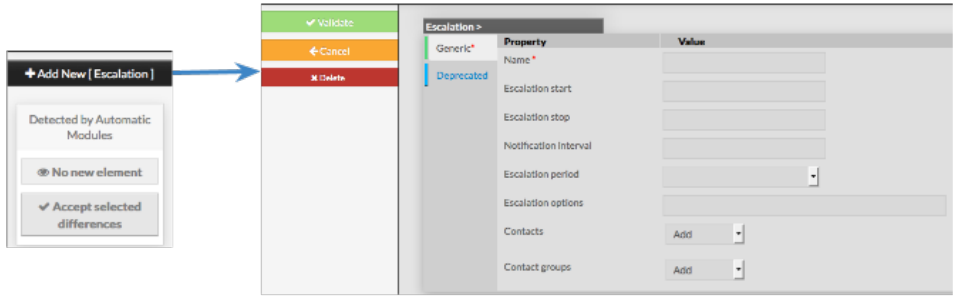 +Add New [ Escalation ]
Detected by Automatic
Modules
No new element
Accept selected
differences
Validate
Cancel
Delete
Escalation >
Generic*
Deprecated
Property Value
Name *
Escalation start
Escalation stop
Notification interval
Escalation period
Escalation options
Contacts Add
Contact groups Add